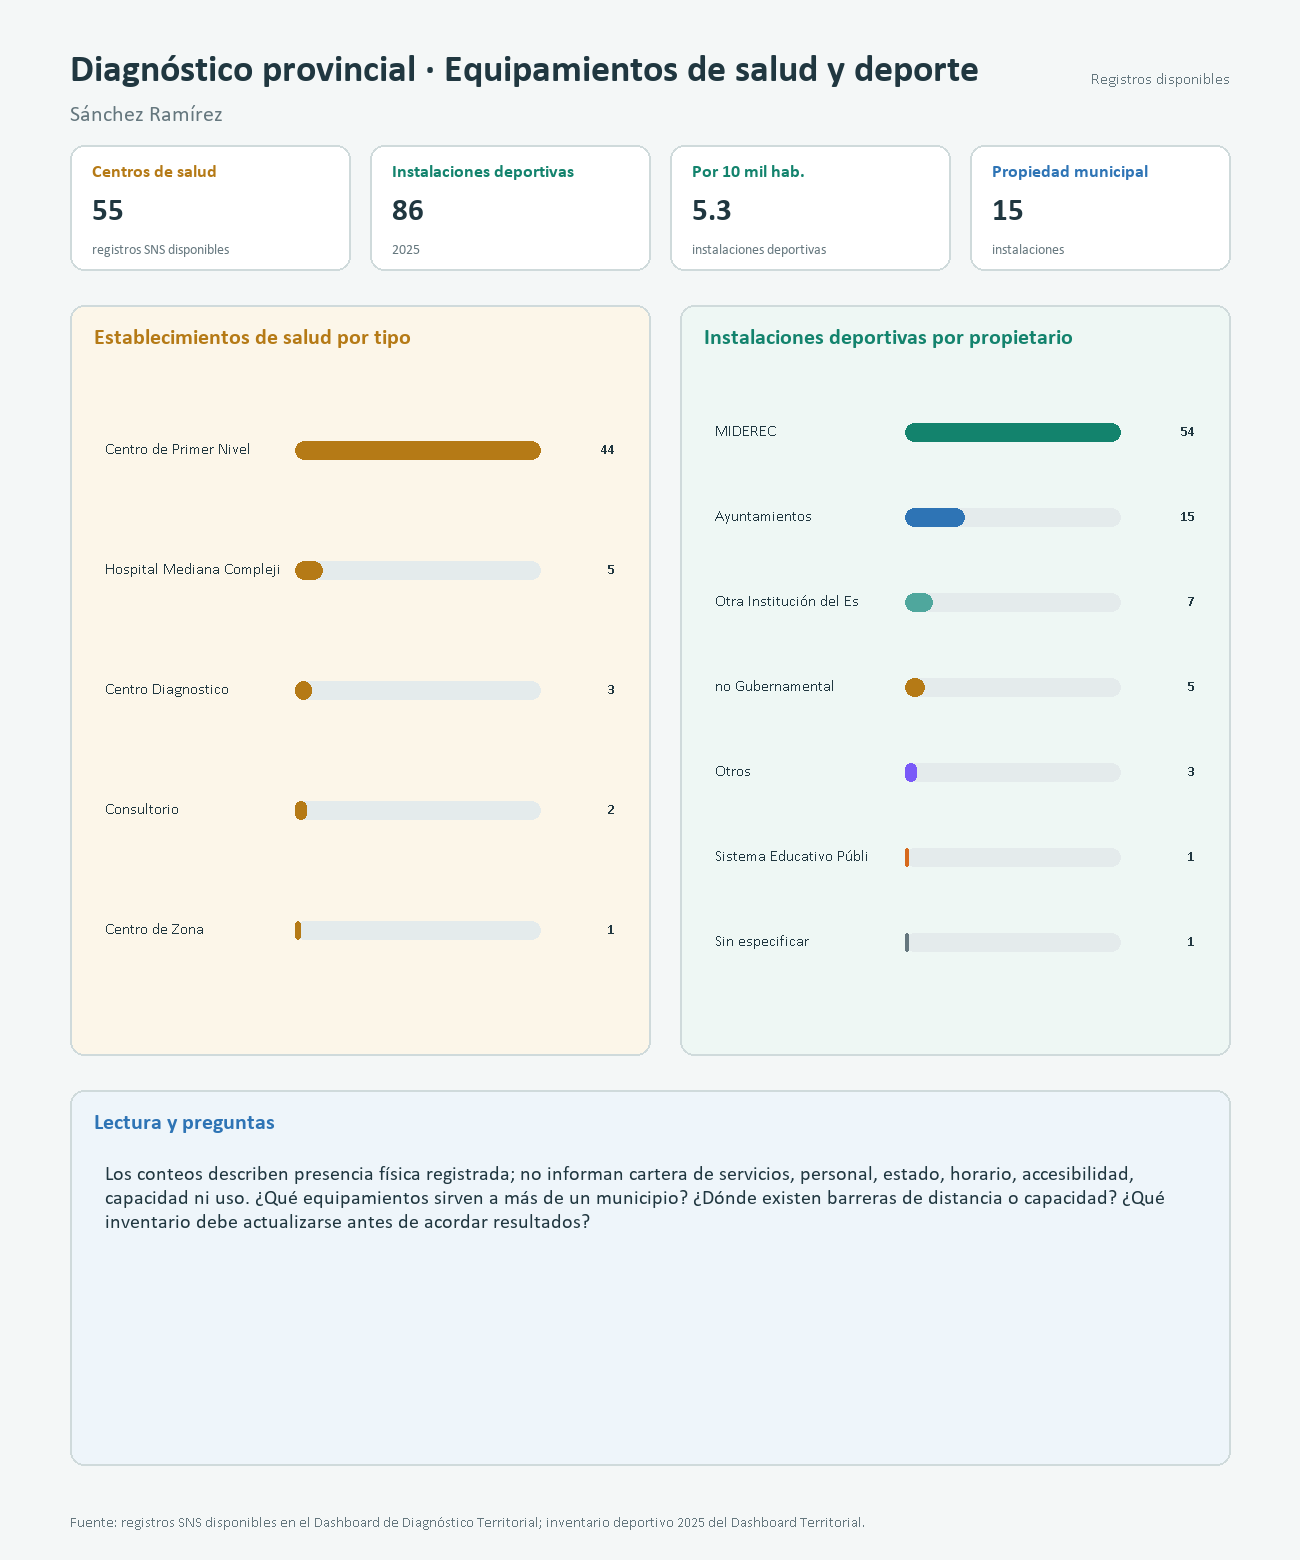 Diagnóstico provincial · Equipamientos de salud y deporte
Registros disponibles
Sánchez Ramírez
Centros de salud
55
registros SNS disponibles
Instalaciones deportivas
86
2025
Por 10 mil hab.
5.3
instalaciones deportivas
Propiedad municipal
15
instalaciones
Establecimientos de salud por tipo
Centro de Primer Nivel 44
Hospital Mediana Compleji 5
Centro Diagnostico 3
Consultorio 2
Centro de Zona 1
Instalaciones deportivas por propietario
MIDEREC 54
Ayuntamientos 15
Otra Institución del Es 7
no Gubernamental 5
Otros 3
Sistema Educativo Públi 1
Sin especificar 1
Lectura y preguntas
Los conteos describen presencia física registrada; no informan cartera de servicios, personal, estado, horario, accesibilidad,
capacidad ni uso. ¿Qué equipamientos sirven a más de un municipio? ¿Dónde existen barreras de distancia o capacidad? ¿Qué
inventario debe actualizarse antes de acordar resultados?
Fuente: registros SNS disponibles en el Dashboard de Diagnóstico Territorial; inventario deportivo 2025 del Dashboard Territorial.